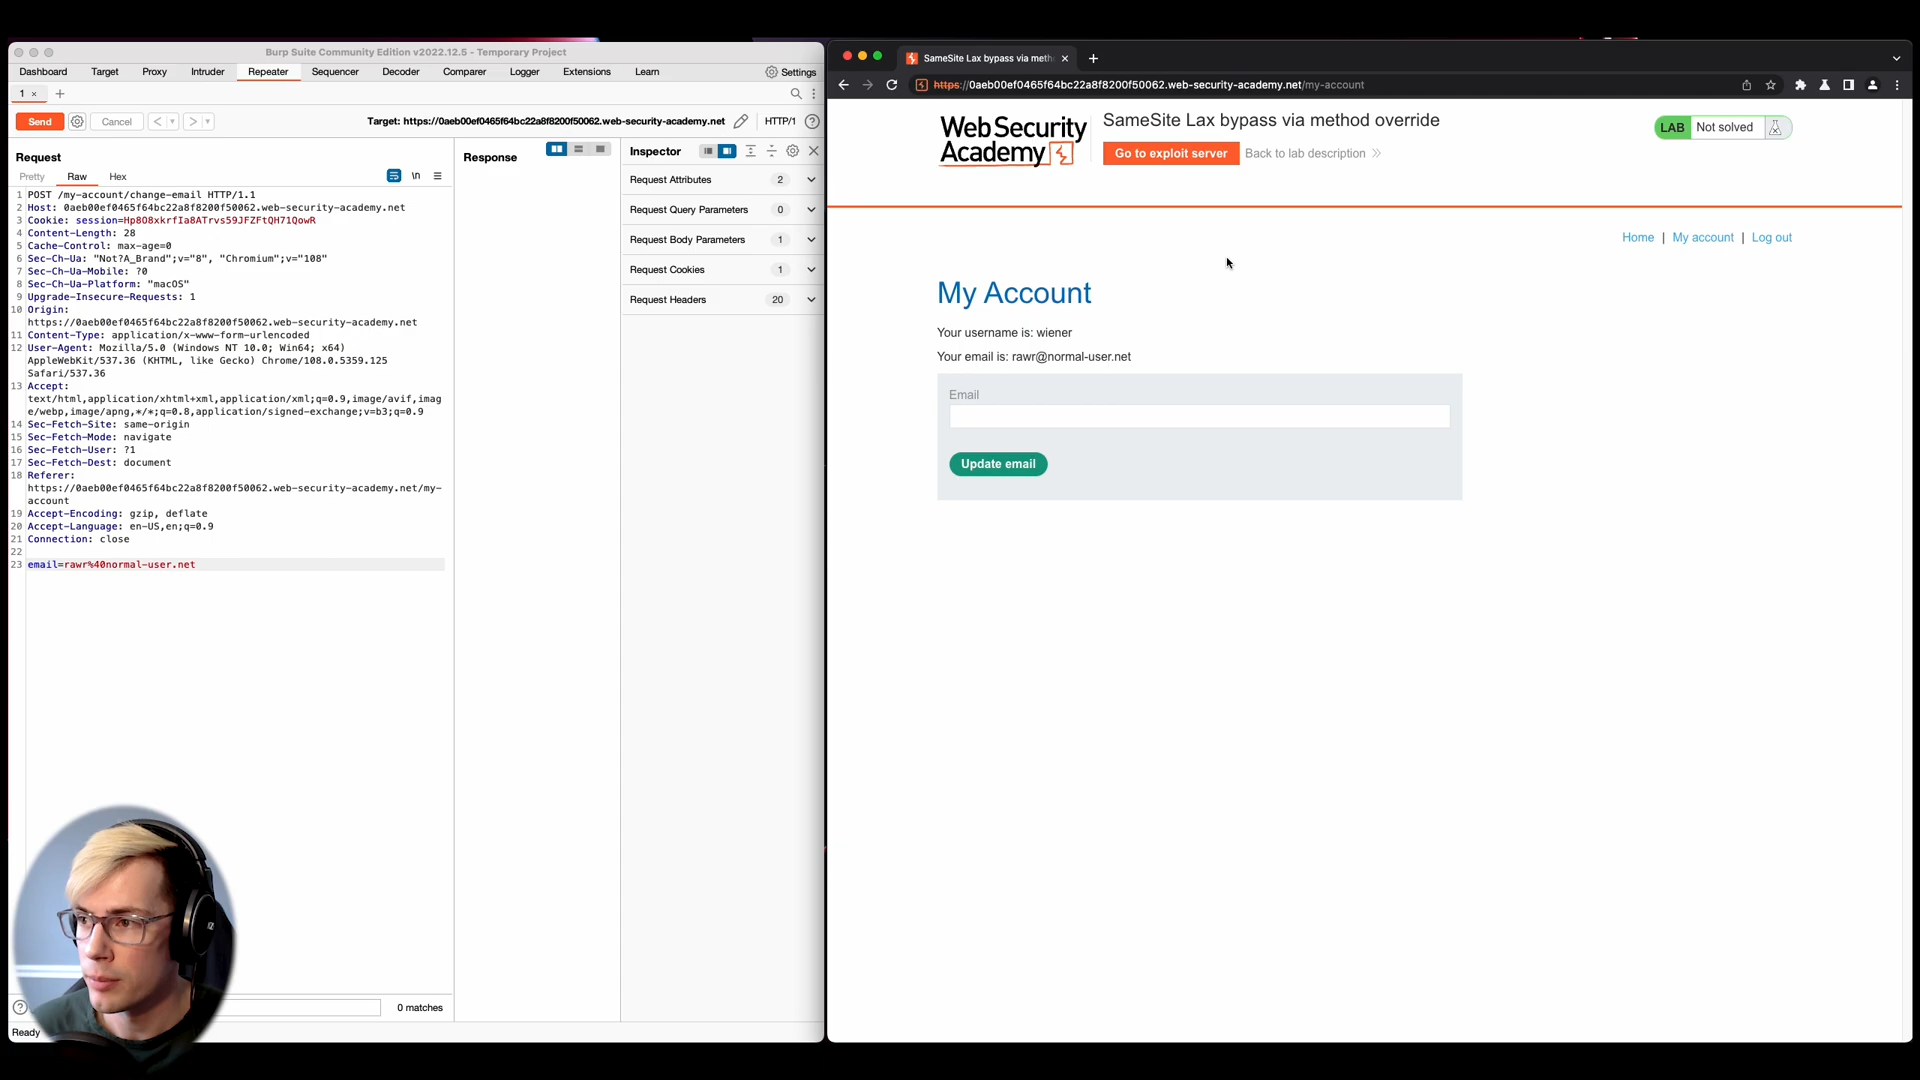 Burp Suite Community Edition v2022.12.5 - Temporary Project
Dashboard Target Proxy Intruder Repeater Sequencer Decoder Comparer Logger Extensions Learn Settings
1 × +
Send Cancel < > Target: https://0aeb00ef0465f64bc22a8f8200f50062.web-security-academy.net HTTP/1 ?
Request
Pretty Raw Hex \n
1 POST /my-account/change-email HTTP/1.1
2 Host: 0aeb00ef0465f64bc22a8f8200f50062.web-security-academy.net
3 Cookie: session=Hp8O8xkrfIa8ATrvs59JFZFtQH71QowR
4 Content-Length: 28
5 Cache-Control: max-age=0
6 Sec-Ch-Ua: "Not?A_Brand";v="8", "Chromium";v="108"
7 Sec-Ch-Ua-Mobile: ?0
8 Sec-Ch-Ua-Platform: "macOS"
9 Upgrade-Insecure-Requests: 1
10 Origin:
https://0aeb00ef0465f64bc22a8f8200f50062.web-security-academy.net
11 Content-Type: application/x-www-form-urlencoded
12 User-Agent: Mozilla/5.0 (Windows NT 10.0; Win64; x64)
AppleWebKit/537.36 (KHTML, like Gecko) Chrome/108.0.5359.125
Safari/537.36
13 Accept:
text/html,application/xhtml+xml,application/xml;q=0.9,image/avif,imag
e/webp,image/apng,*/*;q=0.8,application/signed-exchange;v=b3;q=0.9
14 Sec-Fetch-Site: same-origin
15 Sec-Fetch-Mode: navigate
16 Sec-Fetch-User: ?1
17 Sec-Fetch-Dest: document
18 Referer:
https://0aeb00ef0465f64bc22a8f8200f50062.web-security-academy.net/my-
account
19 Accept-Encoding: gzip, deflate
20 Accept-Language: en-US,en;q=0.9
21 Connection: close
22
23 email=rawr%40normal-user.net
? 0 matches
Ready
Response
Inspector
Request Attributes 2
Request Query Parameters 0
Request Body Parameters 1
Request Cookies 1
Request Headers 20
SameSite Lax bypass via meth × +
https://0aeb00ef0465f64bc22a8f8200f50062.web-security-academy.net/my-account
WebSecurity
Academy
SameSite Lax bypass via method override
Go to exploit server Back to lab description
LAB Not solved
Home | My account | Log out
My Account
Your username is: wiener
Your email is: rawr@normal-user.net
Email
Update email